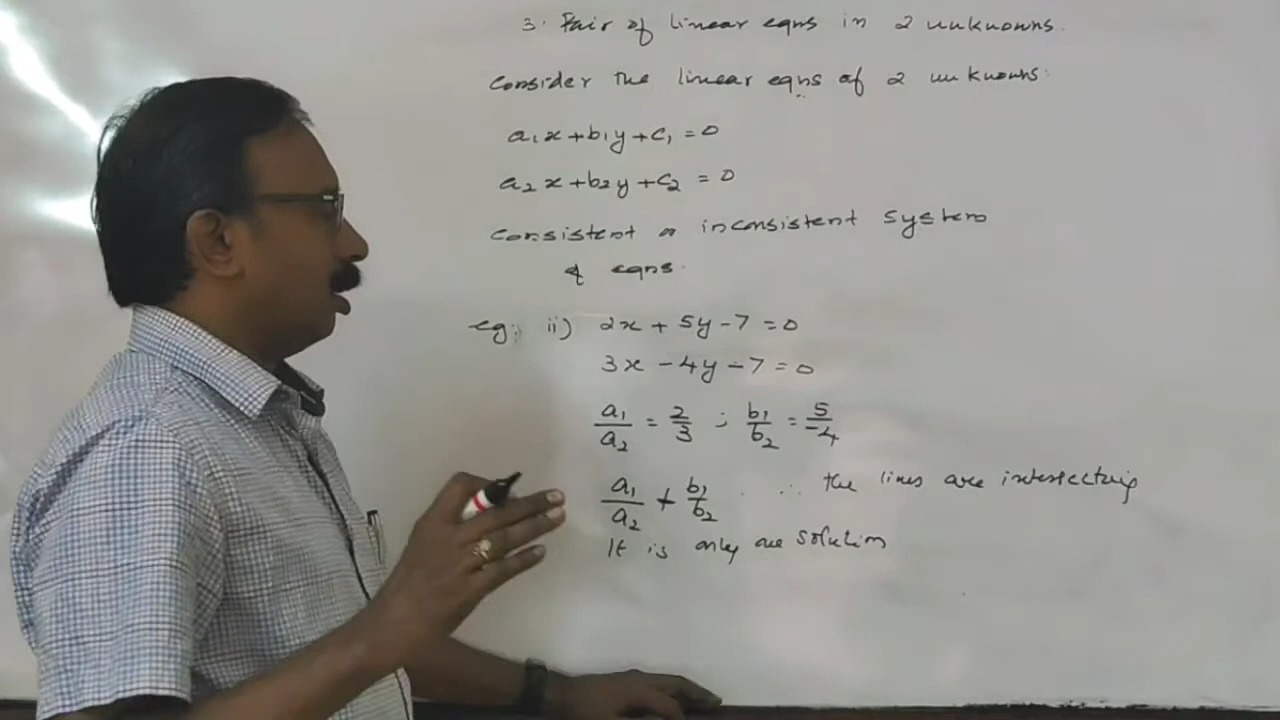 3. Pair of linear eqns in 2 unknowns.
Consider the linear eqns of 2 unknowns:
a₁x + b₁y + c₁ = 0
a₂x + b₂y + c₂ = 0
Consistent or inconsistent system
of eqns.
eg: ii) 2x + 5y - 7 = 0
3x - 4y - 7 = 0
a₁/a₂ = 2/3 ; b₁/b₂ = 5/-4
a₁/a₂ ≠ b₁/b₂ . ∴ the lines are intersecting
It is only one solution